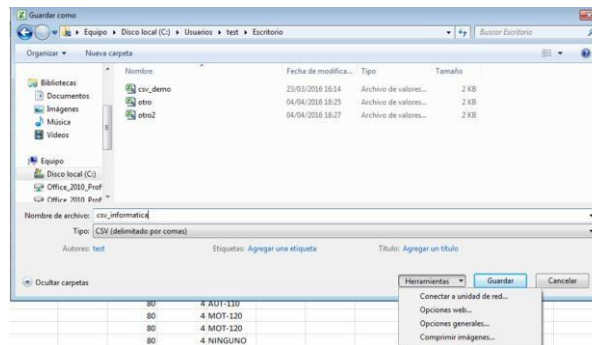 Guardar como
Equipo ▸ Disco local (C:) ▸ Usuarios ▸ test ▸ Escritorio
Buscar Escritorio
Organizar ▾ Nueva carpeta
Bibliotecas
Documentos
Imágenes
Música
Vídeos
Equipo
Disco local (C:)
Office_2010_Prof
Office_2010_Prof
Nombre Fecha de modifica... Tipo Tamaño
csv_demo 23/03/2016 16:14 Archivo de valores... 2 KB
otro 04/04/2016 18:25 Archivo de valores... 2 KB
otro2 04/04/2016 18:27 Archivo de valores... 2 KB
Nombre de archivo: csv_informatica
Tipo: CSV (delimitado por comas)
Autores: test Etiquetas: Agregar una etiqueta Título: Agregar un título
Ocultar carpetas Herramientas ▾ Guardar Cancelar
Conectar a unidad de red...
Opciones web...
Opciones generales...
Comprimir imágenes...
80 4 AUT-110
80 4 MOT-120
80 4 MOT-120
80 4 NINGUNO